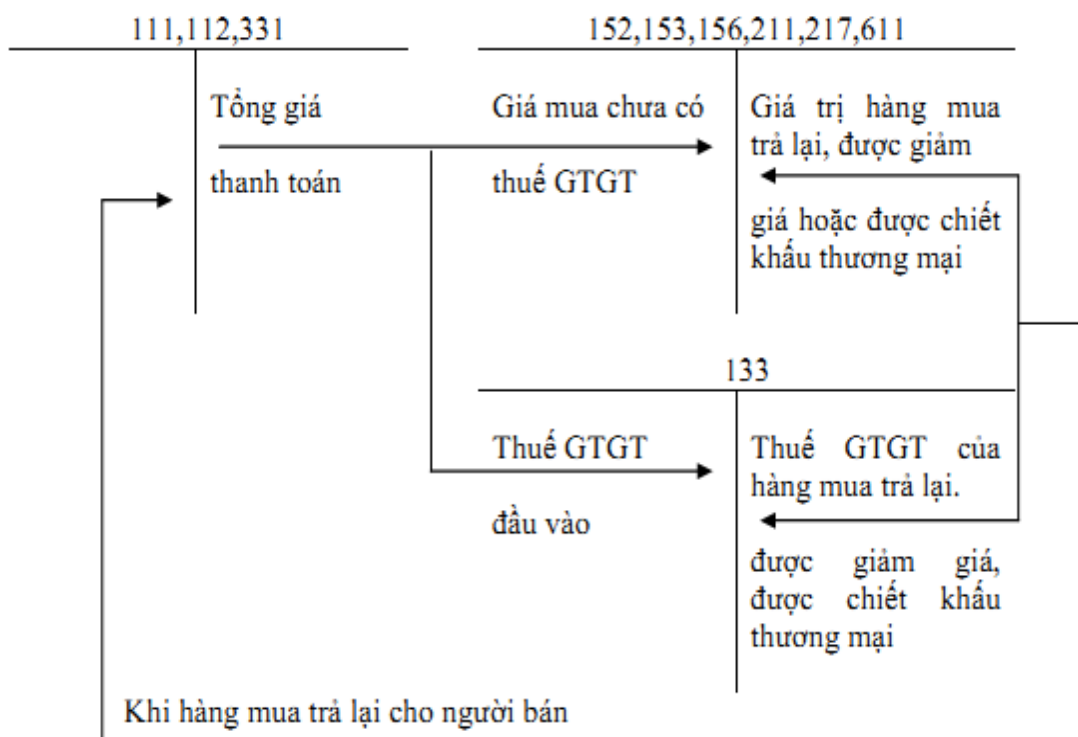 111,112,331
152,153,156,211,217,611
Tổng giá
thanh toán
Giá mua chưa có
thuế GTGT
Giá trị hàng mua
trả lại, được giảm
giá hoặc được chiết
khấu thương mại
133
Thuế GTGT
đầu vào
Thuế GTGT của
hàng mua trả lại.
được giảm giá,
được chiết khấu
thương mại
Khi hàng mua trả lại cho người bán